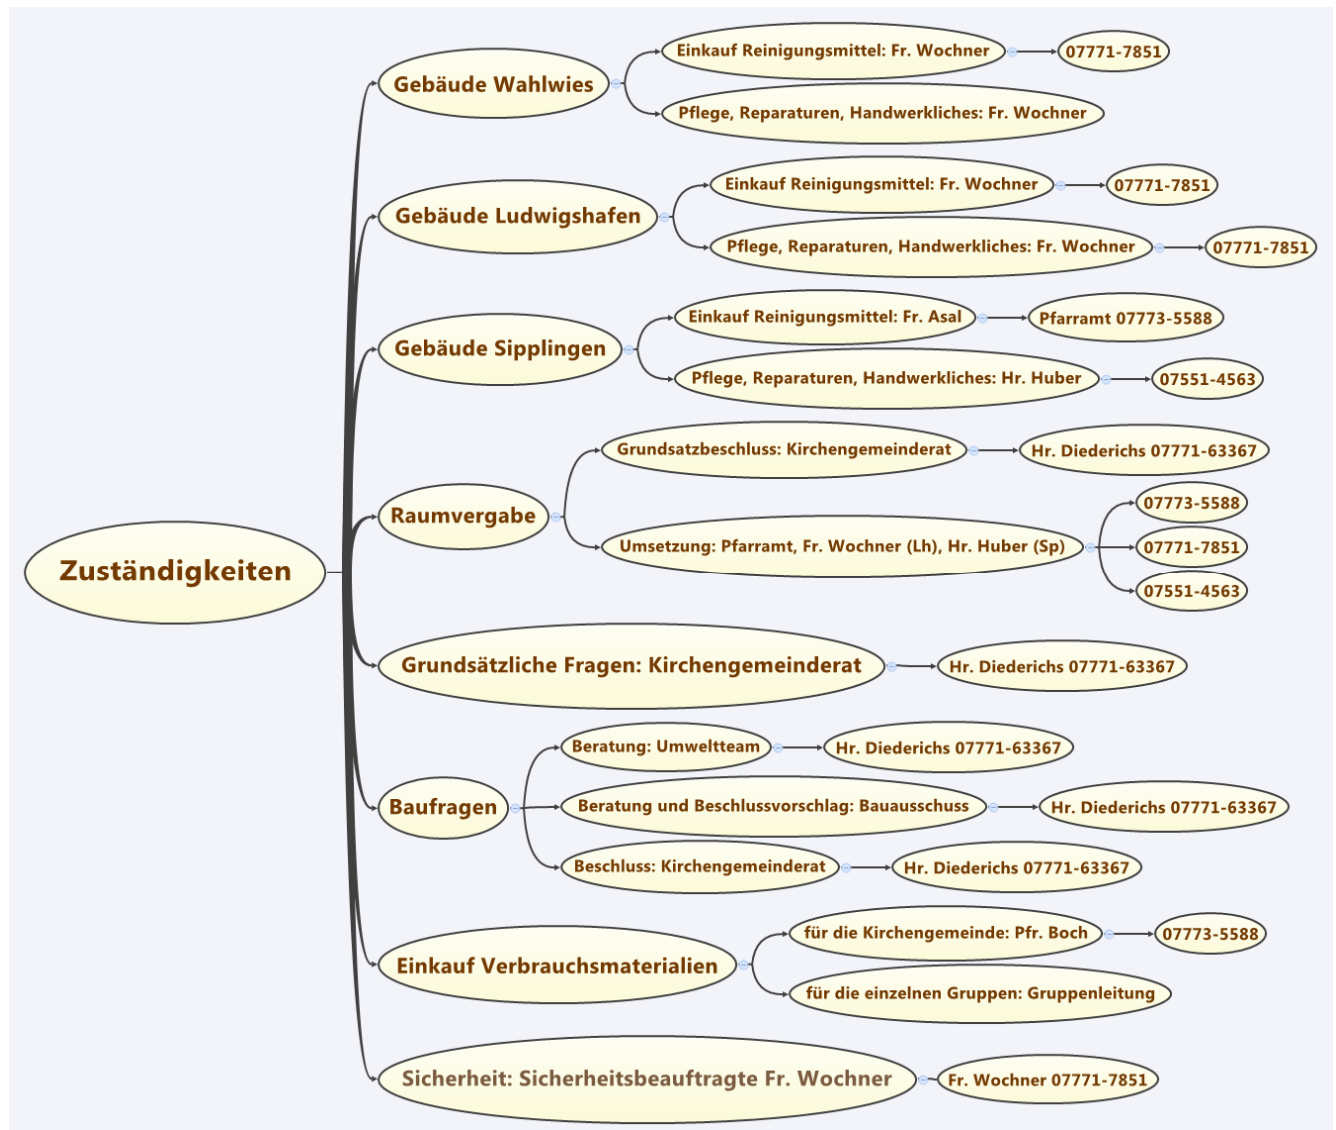 Zuständigkeiten
Gebäude Wahlwies
Einkauf Reinigungsmittel: Fr. Wochner
07771-7851
Pflege, Reparaturen, Handwerkliches: Fr. Wochner
Gebäude Ludwigshafen
Einkauf Reinigungsmittel: Fr. Wochner
07771-7851
Pflege, Reparaturen, Handwerkliches: Fr. Wochner
07771-7851
Gebäude Sipplingen
Einkauf Reinigungsmittel: Fr. Asal
Pfarramt 07773-5588
Pflege, Reparaturen, Handwerkliches: Hr. Huber
07551-4563
Raumvergabe
Grundsatzbeschluss: Kirchengemeinderat
Hr. Diederichs 07771-63367
Umsetzung: Pfarramt, Fr. Wochner (Lh), Hr. Huber (Sp)
07773-5588
07771-7851
07551-4563
Grundsätzliche Fragen: Kirchengemeinderat
Hr. Diederichs 07771-63367
Baufragen
Beratung: Umweltteam
Hr. Diederichs 07771-63367
Beratung und Beschlussvorschlag: Bauausschuss
Hr. Diederichs 07771-63367
Beschluss: Kirchengemeinderat
Hr. Diederichs 07771-63367
Einkauf Verbrauchsmaterialien
für die Kirchengemeinde: Pfr. Boch
07773-5588
für die einzelnen Gruppen: Gruppenleitung
Sicherheit: Sicherheitsbeauftragte Fr. Wochner
Fr. Wochner 07771-7851